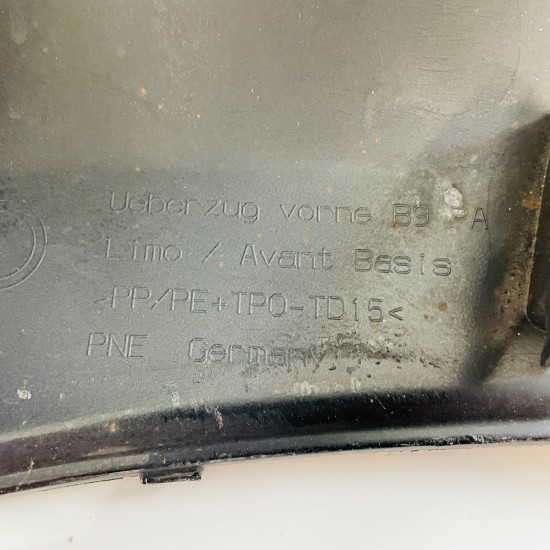 Ueberzug vorne B9 PA
Limo / Avant Basis
>PP/PE+TPO-TD15<
PNE Germany